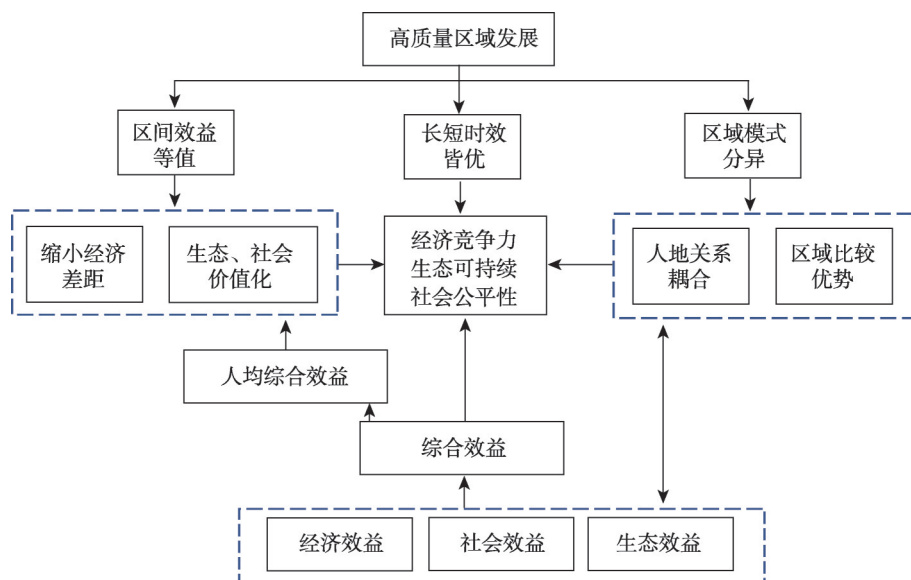 高质量区域发展
区间效益
等值
长短时效
皆优
区域模式
分异
缩小经济
差距
生态、社会
价值化
经济竞争力
生态可持续
社会公平性
人地关系
耦合
区域比较
优势
人均综合效益
综合效益
经济效益
社会效益
生态效益